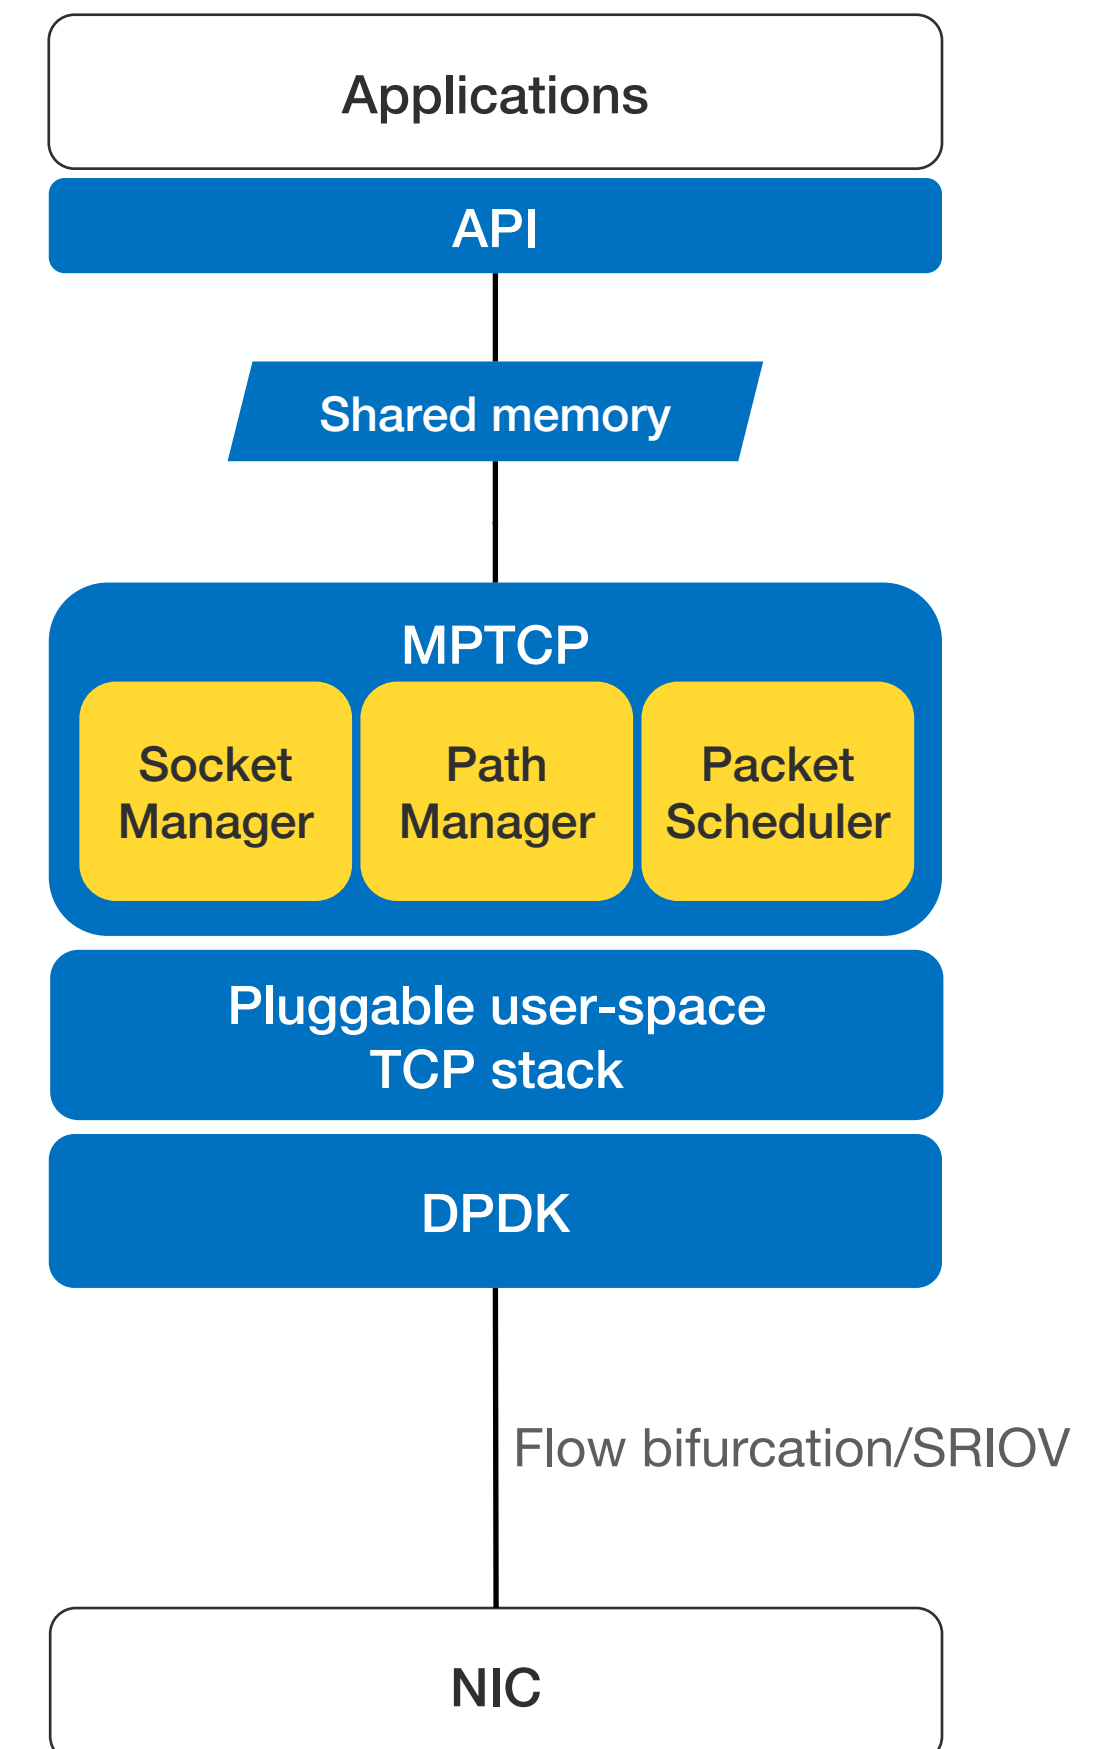 Applications
API
Shared memory
MPTCP
Socket
Manager
Path
Manager
Packet
Scheduler
Pluggable user-space
TCP stack
DPDK
Flow bifurcation/SRIOV
NIC